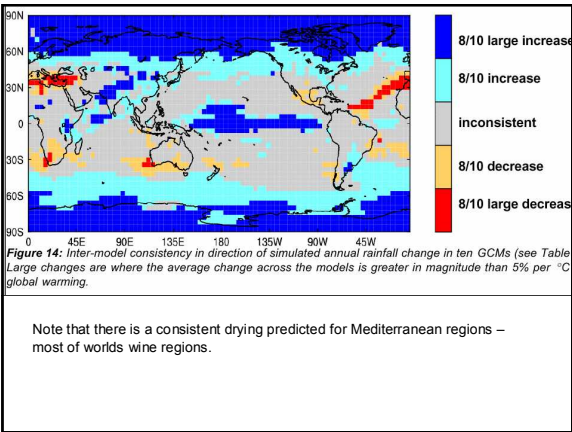 90N
60N
30N
0
30S
60S
90S
0 45E 90E 135E 180 135W 90W 45W
8/10 large increase
8/10 increase
inconsistent
8/10 decrease
8/10 large decreas
Figure 14: Inter-model consistency in direction of simulated annual rainfall change in ten GCMs (see Table
Large changes are where the average change across the models is greater in magnitude than 5% per °C
global warming.
Note that there is a consistent drying predicted for Mediterranean regions –
most of worlds wine regions.